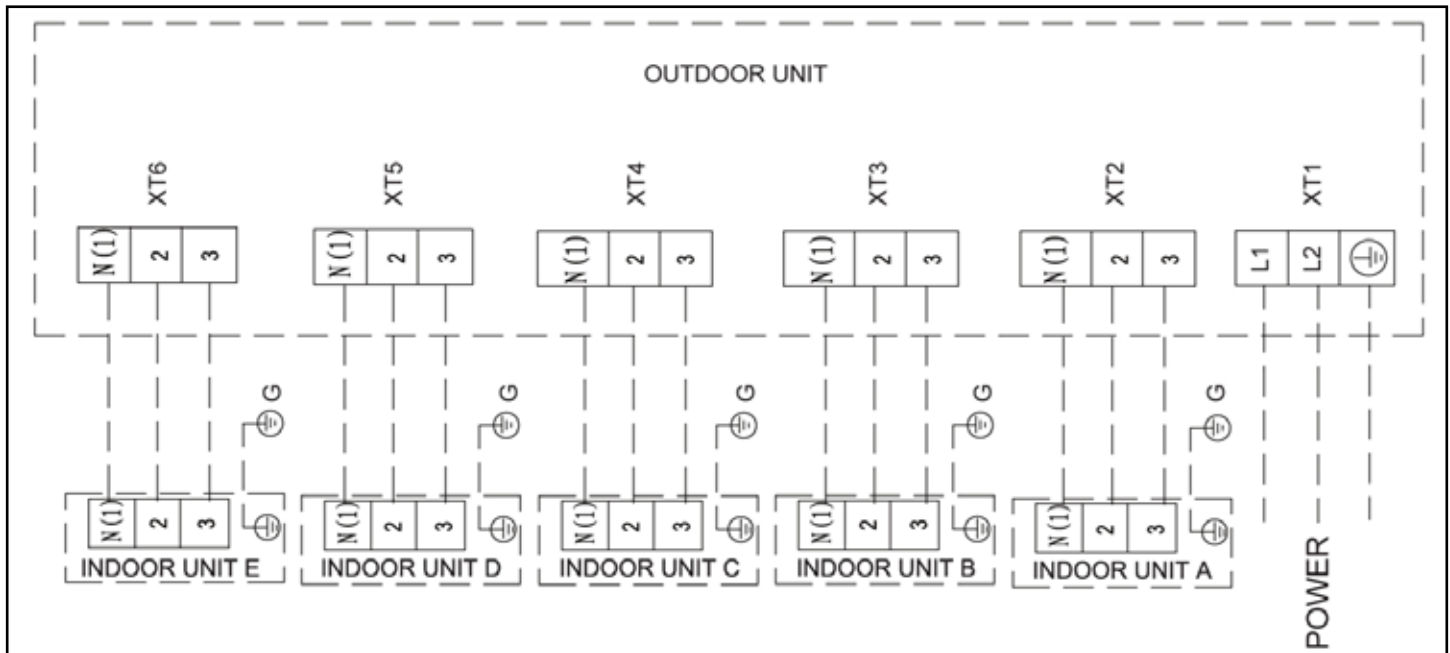 OUTDOOR UNIT
XT6 XT5 XT4 XT3 XT2 XT1
N(1) 2 3 N(1) 2 3 N(1) 2 3 N(1) 2 3 N(1) 2 3 L1 L2
G G G G G
N(1) 2 3 N(1) 2 3 N(1) 2 3 N(1) 2 3 N(1) 2 3
INDOOR UNIT E INDOOR UNIT D INDOOR UNIT C INDOOR UNIT B INDOOR UNIT A
POWER